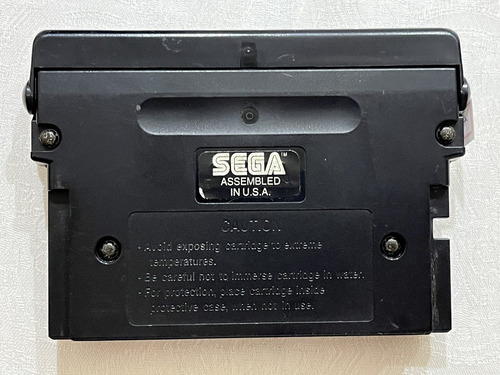 SEGA™
ASSEMBLED
IN U.S.A.
CAUTION
• Avoid exposing cartridge to extreme
temperatures.
• Be careful not to immerse cartridge in water.
• For protection, place cartridge inside
protective case, when not in use.